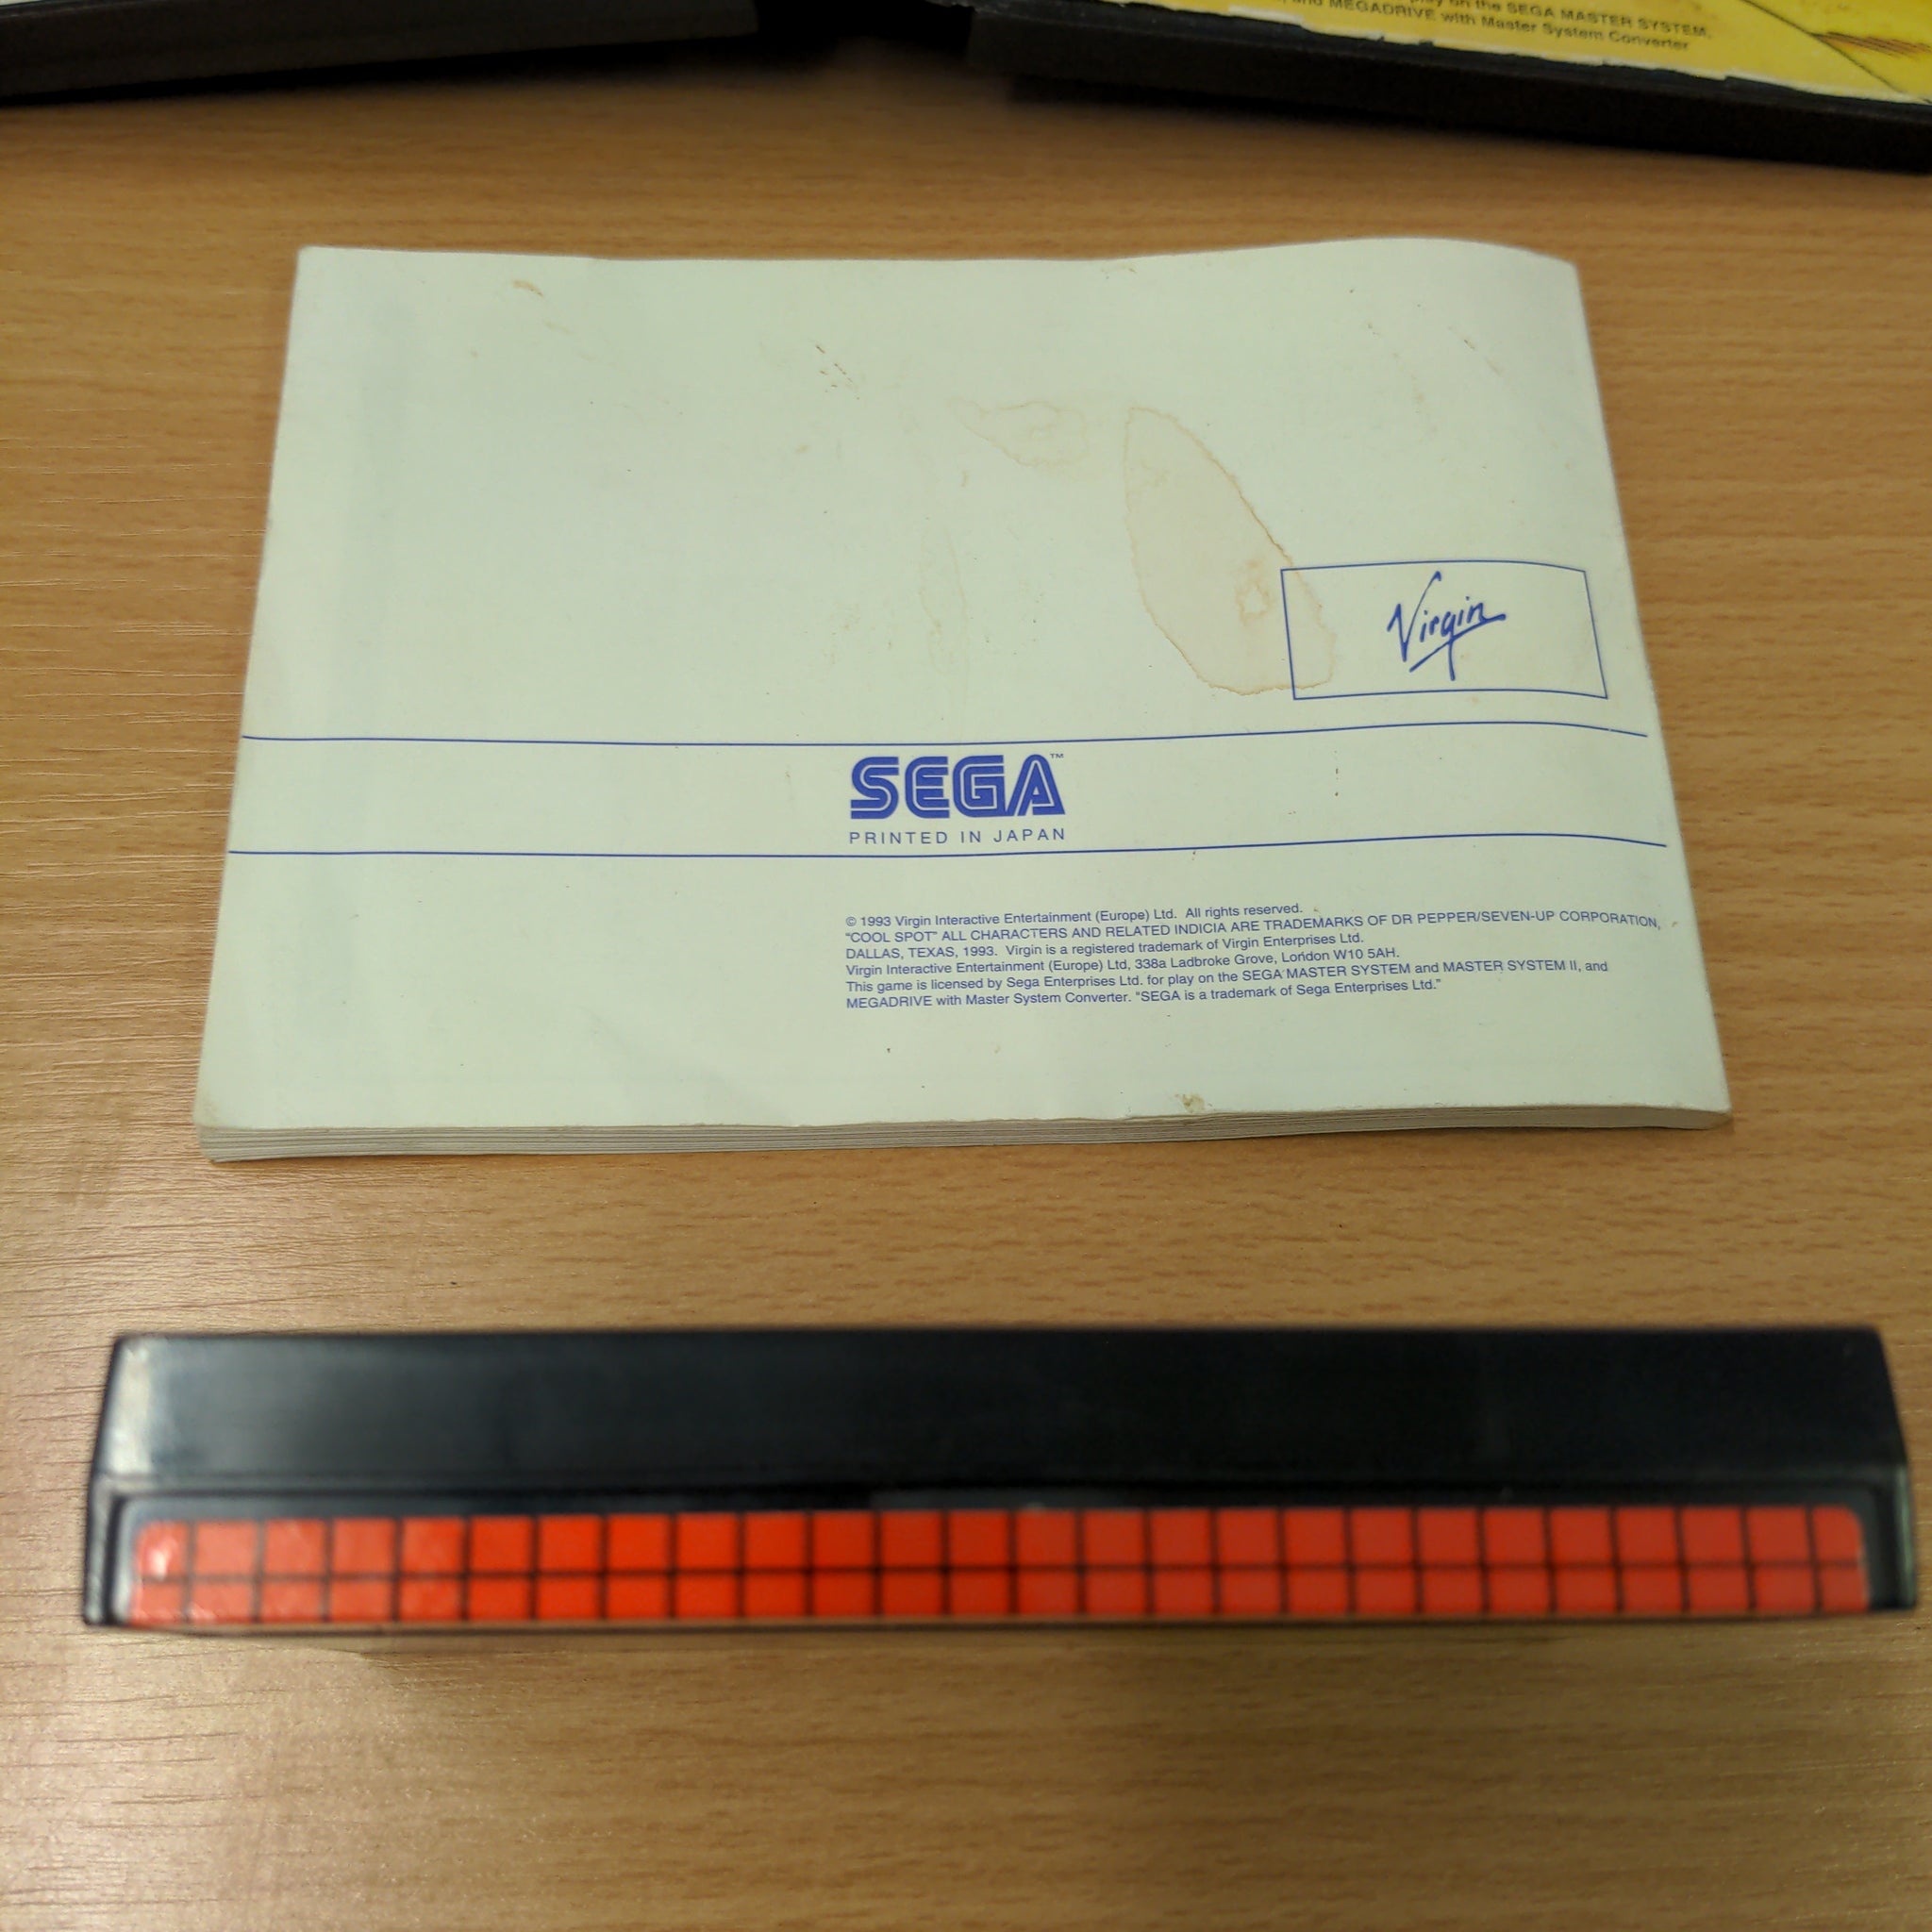 on the SEGA MASTER SYSTEM,
and MEGADRIVE with Master System Converter
Virgin
SEGA™
PRINTED IN JAPAN
© 1993 Virgin Interactive Entertainment (Europe) Ltd. All rights reserved.
"COOL SPOT" ALL CHARACTERS AND RELATED INDICIA ARE TRADEMARKS OF DR PEPPER/SEVEN-UP CORPORATION,
DALLAS, TEXAS, 1993. Virgin is a registered trademark of Virgin Enterprises Ltd.
Virgin Interactive Entertainment (Europe) Ltd, 338a Ladbroke Grove, London W10 5AH.
This game is licensed by Sega Enterprises Ltd. for play on the SEGA MASTER SYSTEM and MASTER SYSTEM II, and
MEGADRIVE with Master System Converter. "SEGA is a trademark of Sega Enterprises Ltd."